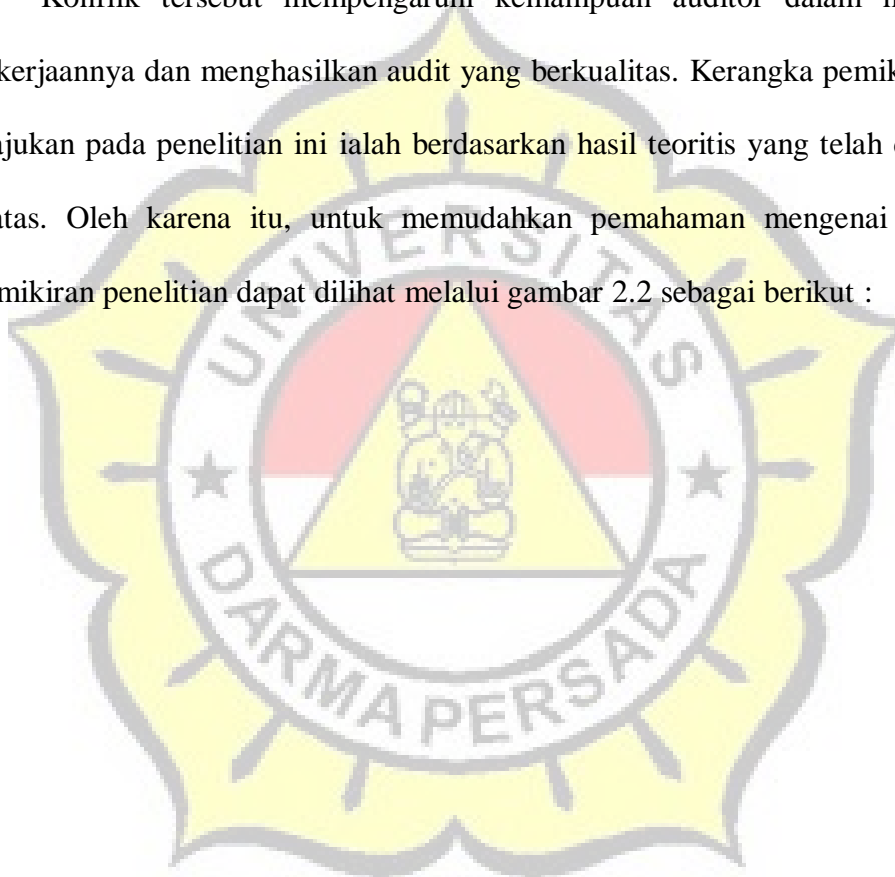 Konflik tersebut mempengaruhi kemampuan auditor dalam
kerjaannya dan menghasilkan audit yang berkualitas. Kerangka
ajukan pada penelitian ini ialah berdasarkan hasil teoritis yang telah
atas. Oleh karena itu, untuk memudahkan pemahaman mengenai
mikiran penelitian dapat dilihat melalui gambar 2.2 sebagai berikut :
UNIVERSITAS
DARMA PERSADA